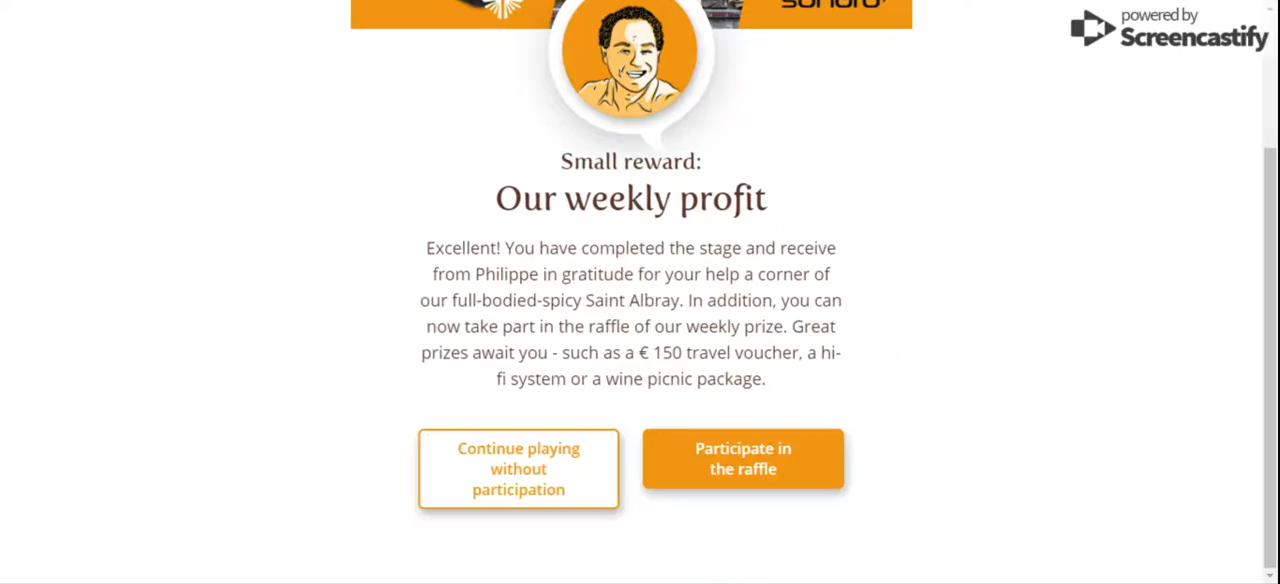 powered by
Screencastify
Small reward:
Our weekly profit
Excellent! You have completed the stage and receive
from Philippe in gratitude for your help a corner of
our full-bodied-spicy Saint Albray. In addition, you can
now take part in the raffle of our weekly prize. Great
prizes await you - such as a € 150 travel voucher, a hi-
fi system or a wine picnic package.
Continue playing
without
participation
Participate in
the raffle